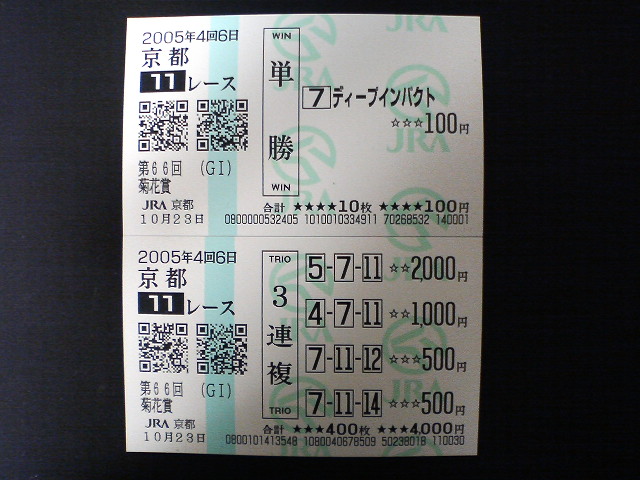 2005年4回6日
京都
11レース
第66回 (GI)
菊花賞
JRA 京都
10月23日
WIN
単勝
WIN
7 ディープインパクト
☆☆☆100円
合計 ★★★★10枚 ★★★★100円
0800000532405 1010010334911 70268532 140001
JRA
JRA
2005年4回6日
京都
11レース
第66回 (GI)
菊花賞
JRA 京都
10月23日
TRIO
3連複
TRIO
5-7-11 ☆☆2,000円
4-7-11 ☆☆1,000円
7-11-12 ☆☆☆500円
7-11-14 ☆☆☆500円
合計 ★★★400枚 ★★★4,000円
0800101413548 1080040678509 50238018 110030
JRA
JRA